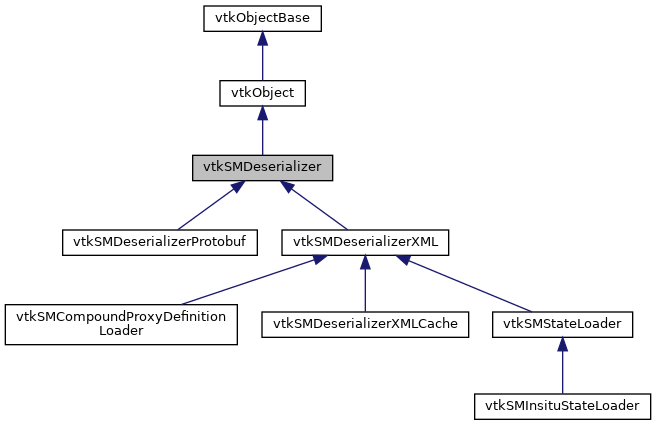 vtkObjectBase
vtkObject
vtkSMDeserializer
vtkSMDeserializerProtobuf
vtkSMDeserializerXML
vtkSMCompoundProxyDefinition
Loader
vtkSMDeserializerXMLCache
vtkSMStateLoader
vtkSMInsituStateLoader